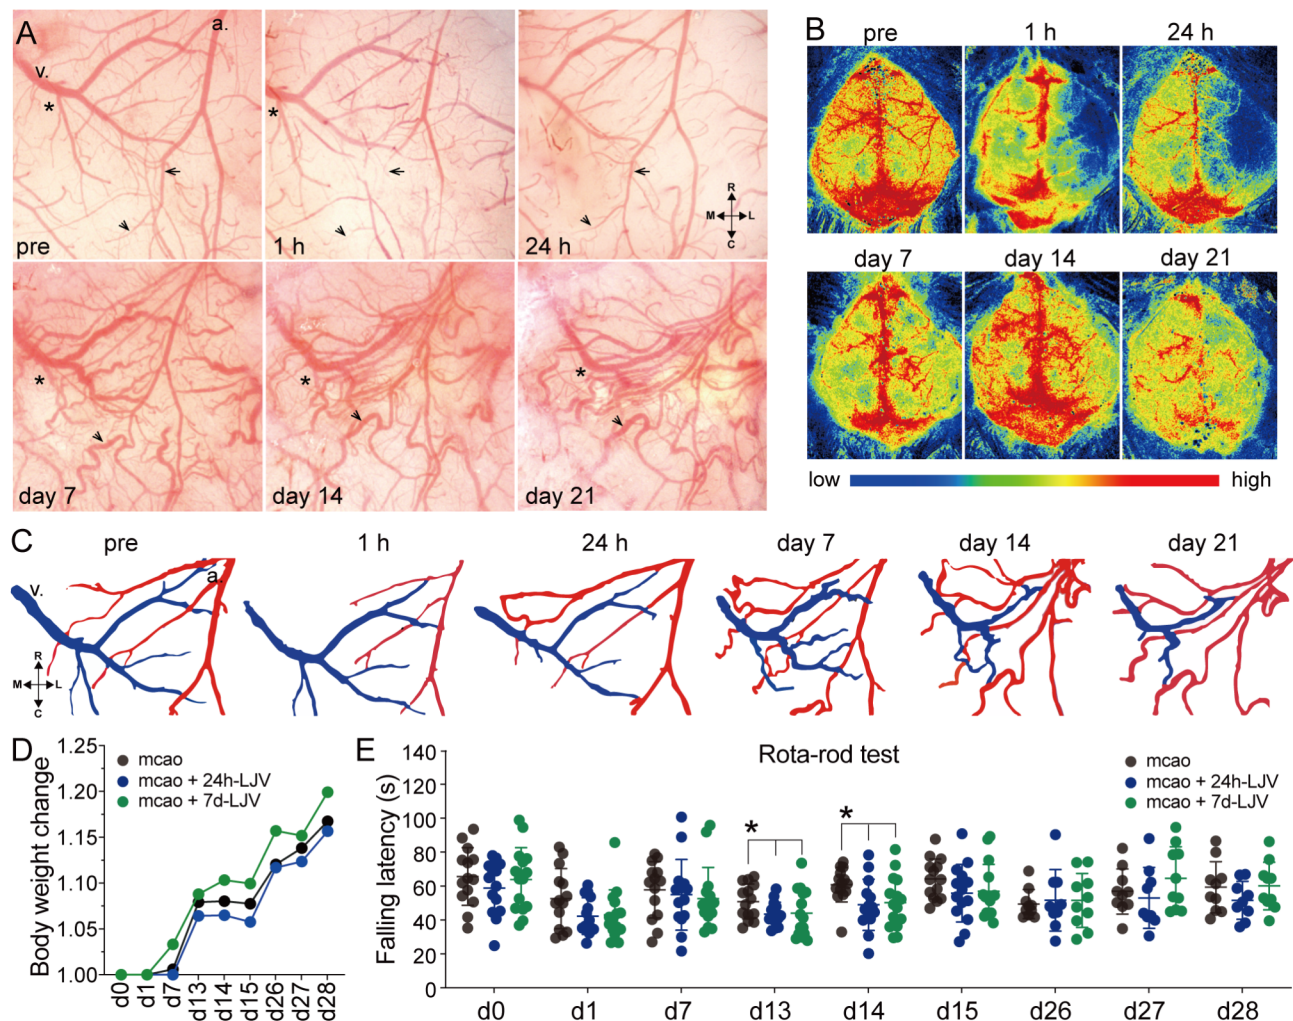 A
a.
v.
*
pre
*
1 h
24 h
R
M L
C
*
day 7
*
day 14
*
day 21
B
pre 1 h 24 h
day 7 day 14 day 21
low high
C
pre 1 h 24 h day 7 day 14 day 21
v. a.
R
M L
C
D
Body weight change
1.25
1.20
1.15
1.10
1.05
1.00
mcao
mcao + 24h-LJV
mcao + 7d-LJV
d0 d1 d7 d13 d14 d15 d26 d27 d28
E
Rota-rod test
Falling latency (s)
140
120
100
80
60
40
20
0
mcao
mcao + 24h-LJV
mcao + 7d-LJV
* *
d0 d1 d7 d13 d14 d15 d26 d27 d28